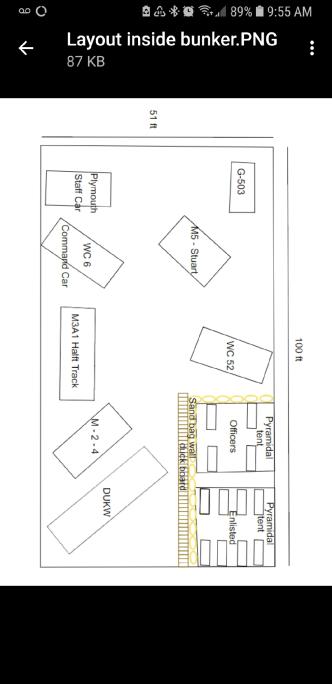 89% 9:55 AM
Layout inside bunker.PNG
87 KB
51 ft
100 ft
G-503
Plymouth
Staff Car
M5 - Stuart
WC 6
Command Car
WC 52
M3A1 Halft Track
Pyramidal
tent
Officers
Sand bag wall
duck board
M - 2 - 4
Pyramidal
tent
Enlisted
DUKW